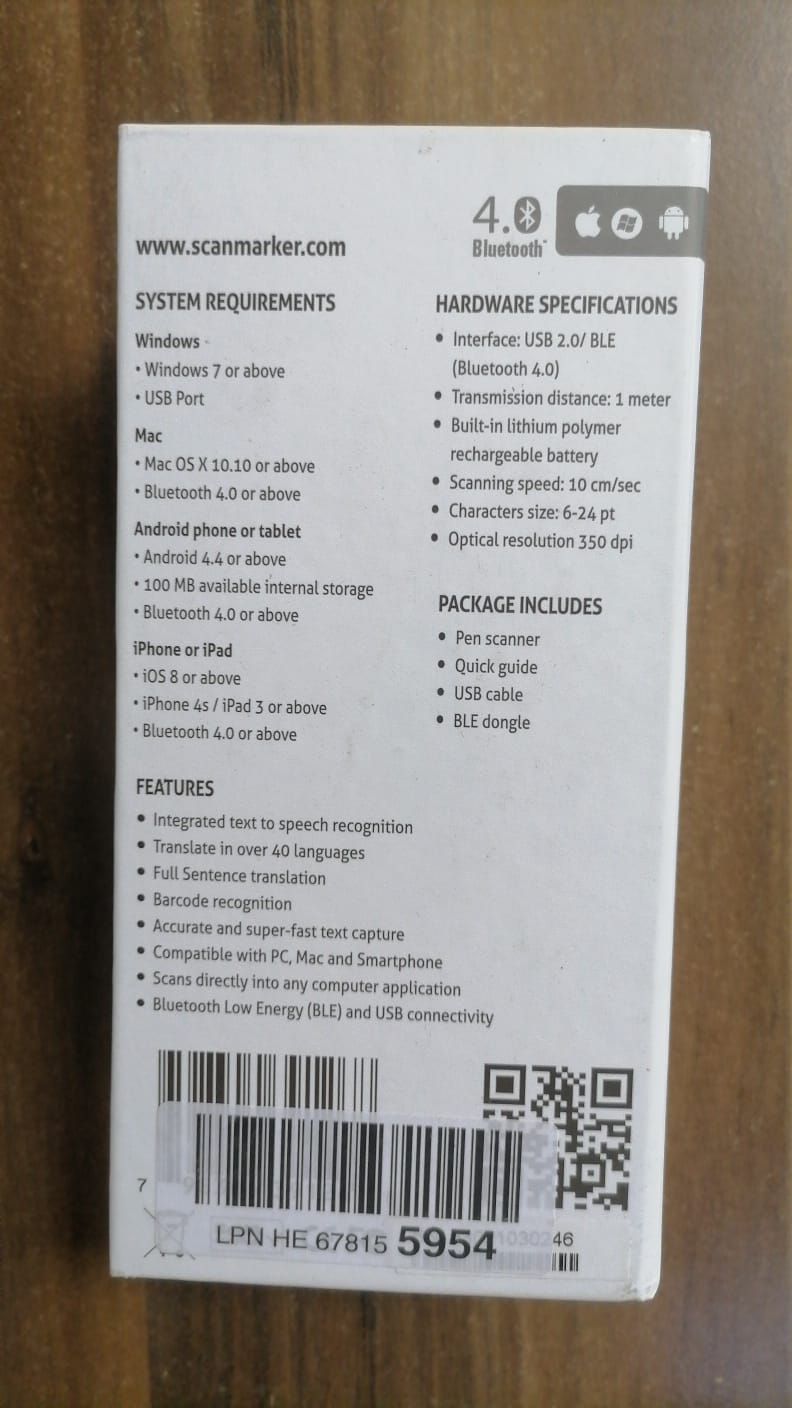 www.scanmarker.com
4.0
Bluetooth
SYSTEM REQUIREMENTS
Windows
• Windows 7 or above
• USB Port
Mac
• Mac OS X 10.10 or above
• Bluetooth 4.0 or above
Android phone or tablet
• Android 4.4 or above
• 100 MB available internal storage
• Bluetooth 4.0 or above
iPhone or iPad
• iOS 8 or above
• iPhone 4s / iPad 3 or above
• Bluetooth 4.0 or above
HARDWARE SPECIFICATIONS
• Interface: USB 2.0/ BLE
(Bluetooth 4.0)
• Transmission distance: 1 meter
• Built-in lithium polymer
rechargeable battery
• Scanning speed: 10 cm/sec
• Characters size: 6-24 pt
• Optical resolution 350 dpi
PACKAGE INCLUDES
• Pen scanner
• Quick guide
• USB cable
• BLE dongle
FEATURES
• Integrated text to speech recognition
• Translate in over 40 languages
• Full Sentence translation
• Barcode recognition
• Accurate and super-fast text capture
• Compatible with PC, Mac and Smartphone
• Scans directly into any computer application
• Bluetooth Low Energy (BLE) and USB connectivity
7
LPN HE 67815 5954
1030246